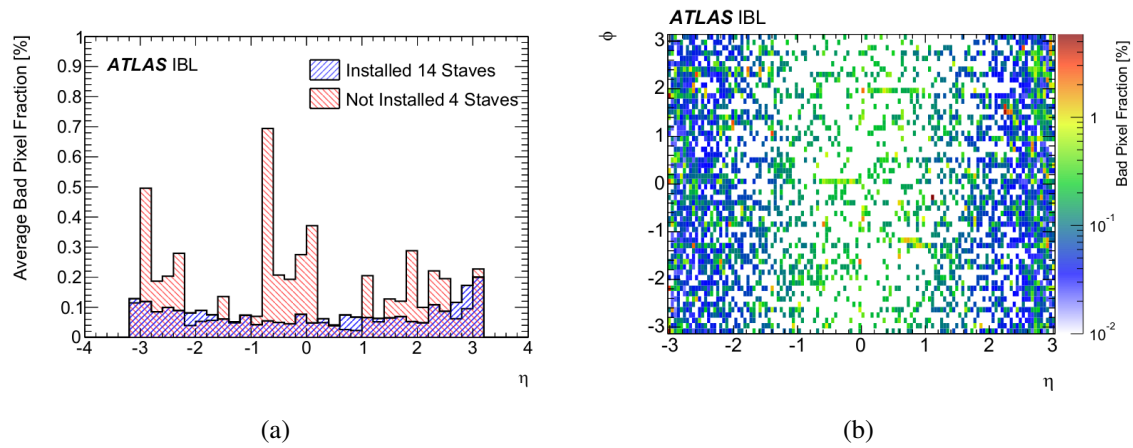 ATLAS IBL
Installed 14 Staves
Not Installed 4 Staves
Average Bad Pixel Fraction [%]
1
0.9
0.8
0.7
0.6
0.5
0.4
0.3
0.2
0.1
0
-4 -3 -2 -1 0 1 2 3 4
η
(a)
ATLAS IBL
ϕ
3
2
1
0
-1
-2
-3
-3 -2 -1 0 1 2 3
η
Bad Pixel Fraction [%]
1
10⁻¹
10⁻²
(b)